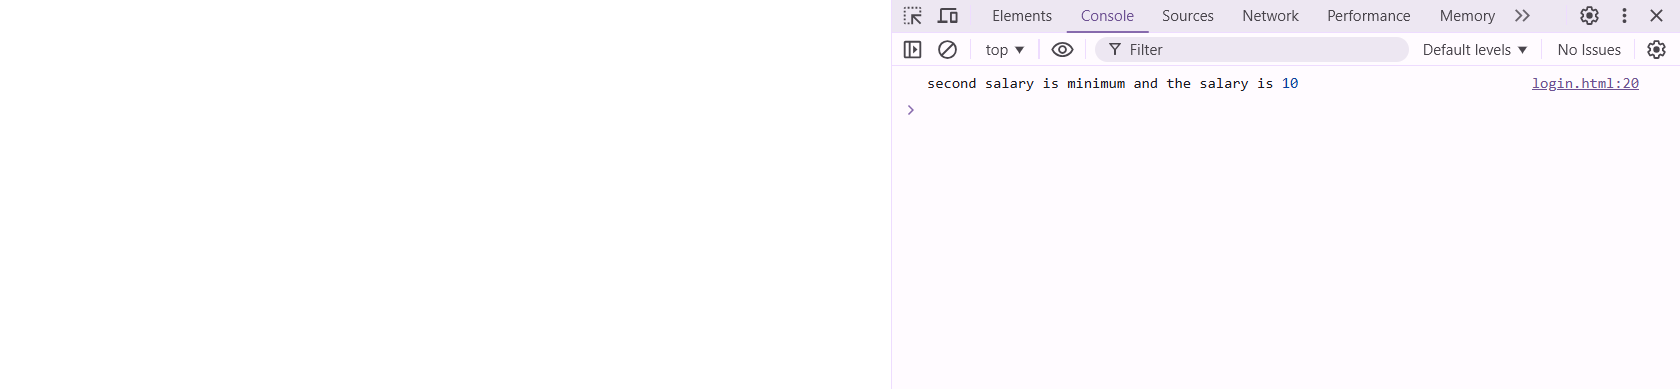 Elements Console Sources Network Performance Memory
top Filter Default levels No Issues
second salary is minimum and the salary is 10 login.html:20